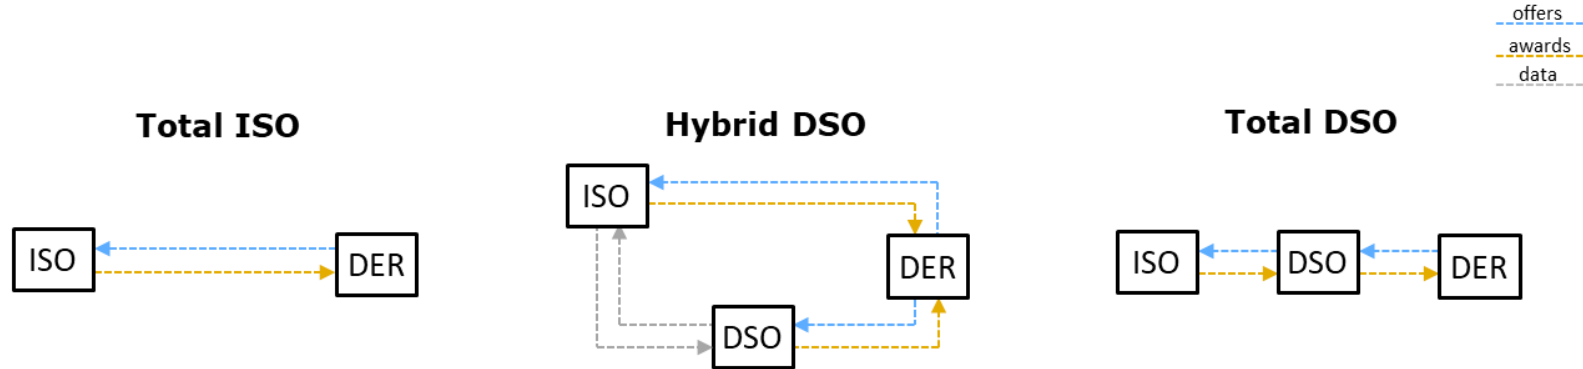 offers
awards
data
Total ISO
ISO
DER
Hybrid DSO
ISO
DER
DSO
Total DSO
ISO
DSO
DER